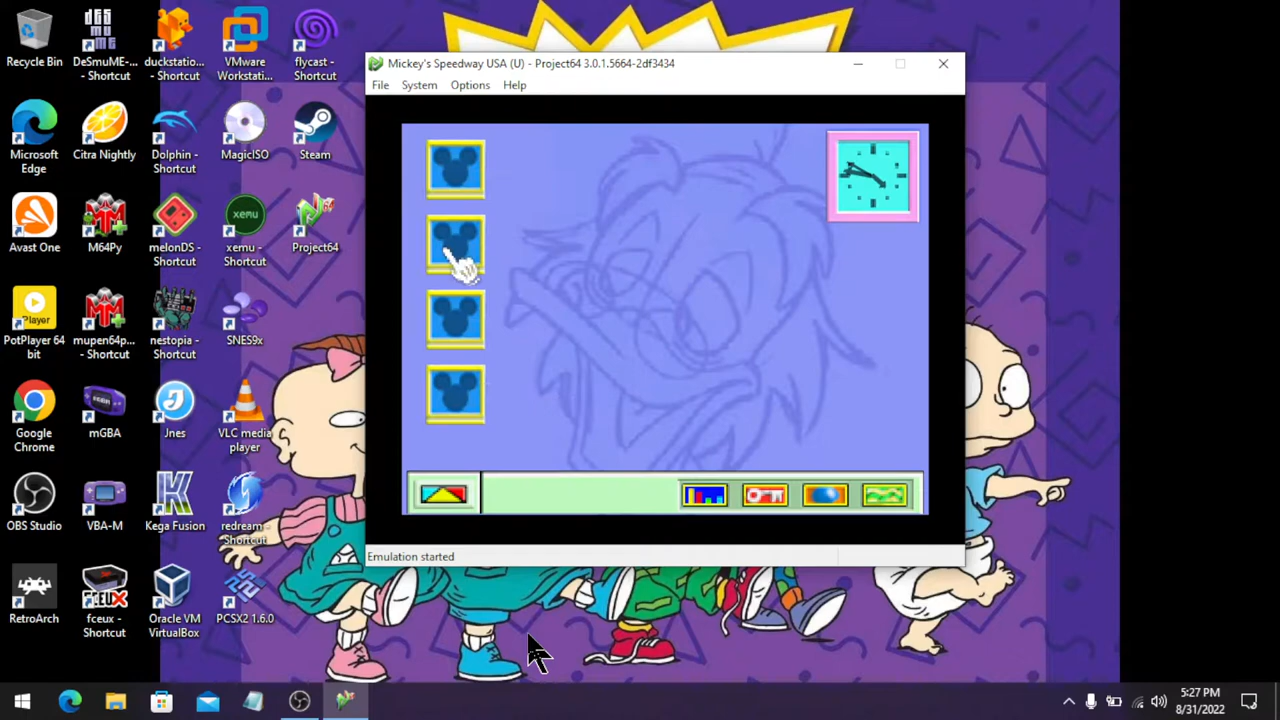 Recycle Bin
DeSmuME-... - Shortcut
duckstatio... - Shortcut
VMware Workstati...
flycast - Shortcut
Microsoft Edge
Citra Nightly
Dolphin - Shortcut
MagicISO
Steam
Avast One
M64Py
melonDS - Shortcut
xemu
xemu - Shortcut
Project64
Player
PotPlayer 64 bit
mupen64p... - Shortcut
nestopia - Shortcut
SNES9x
Google Chrome
mGBA
Jnes
VLC media player
OBS Studio
VBA-M
Kega Fusion
redream - Shortcut
RetroArch
FCEUX
fceux - Shortcut
Oracle VM VirtualBox
PCSX2 1.6.0
Mickey's Speedway USA (U) - Project64 3.0.1.5664-2df3434
File System Options Help
Emulation started
5:27 PM
8/31/2022